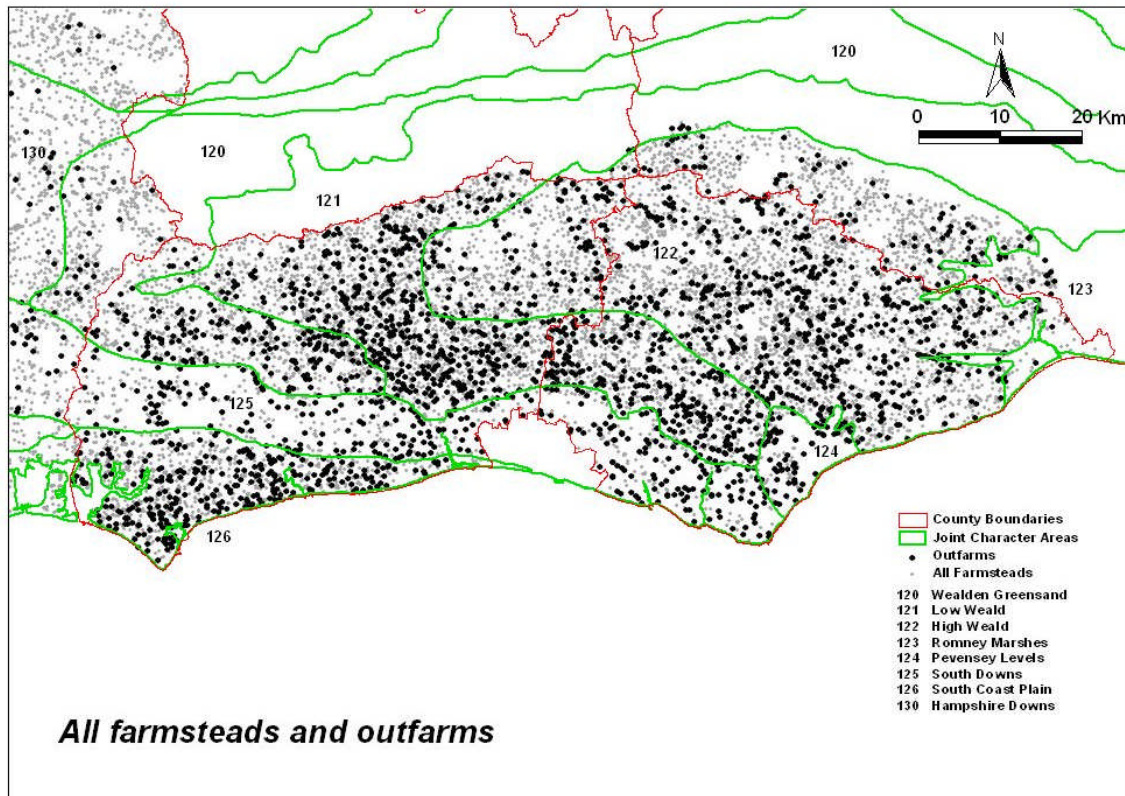 N
120
0 10 20 Km
130
120
121
122
123
125
124
126
County Boundaries
Joint Character Areas
Outfarms
All Farmsteads
120 Wealden Greensand
121 Low Weald
122 High Weald
123 Romney Marshes
124 Pevensey Levels
125 South Downs
126 South Coast Plain
130 Hampshire Downs
All farmsteads and outfarms